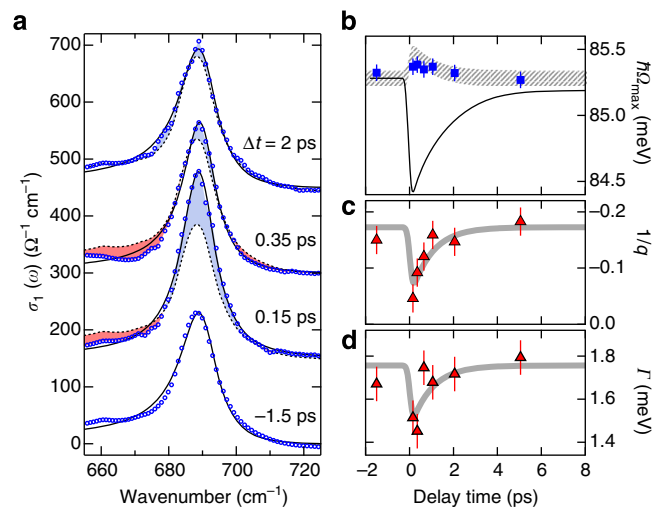 a
700
600
500
400
300
200
100
0
σ1 (ω) (Ω−1 cm−1)
Δt = 2 ps
0.35 ps
0.15 ps
−1.5 ps
660 680 700 720
Wavenumber (cm−1)
b
85.5
85.0
84.5
ħΩmax
(meV)
c
−0.2
−0.1
0.0
1/q
d
1.8
1.6
1.4
Γ (meV)
−2 0 2 4 6 8
Delay time (ps)